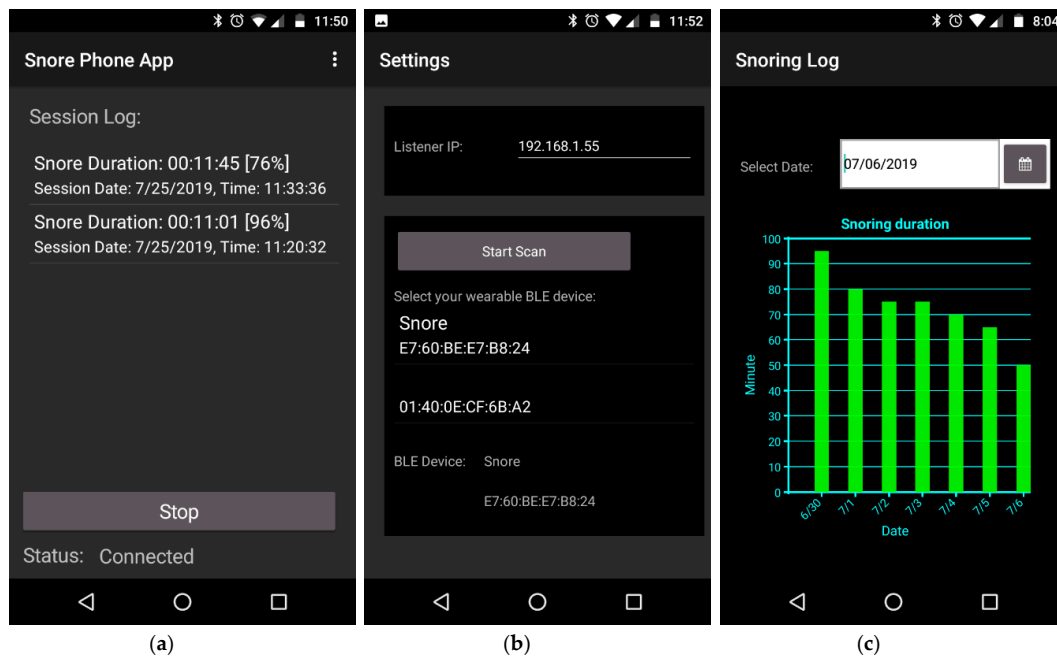 11:50
Snore Phone App
Session Log:
Snore Duration: 00:11:45 [76%]
Session Date: 7/25/2019, Time: 11:33:36
Snore Duration: 00:11:01 [96%]
Session Date: 7/25/2019, Time: 11:20:32
Stop
Status: Connected
(a)
11:52
Settings
Listener IP: 192.168.1.55
Start Scan
Select your wearable BLE device:
Snore
E7:60:BE:E7:B8:24
01:40:0E:CF:6B:A2
BLE Device: Snore
E7:60:BE:E7:B8:24
(b)
8:04
Snoring Log
Select Date: 07/06/2019
Snoring duration
100
90
80
70
60
50
40
30
20
10
0
Minute
6/30 7/1 7/2 7/3 7/4 7/5 7/6
Date
(c)